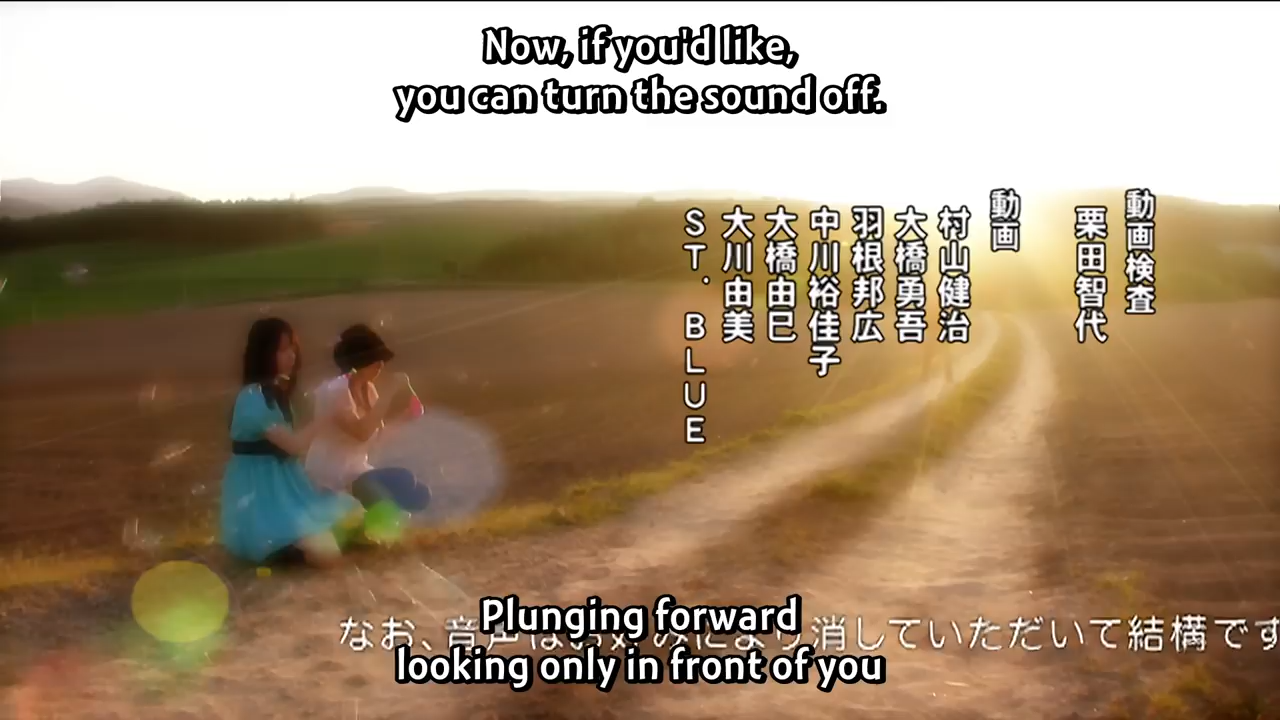 Now, if you'd like,
you can turn the sound off.
動画検査
栗田智代
動画
村山健治
大橋勇吾
羽根邦広
中川裕佳子
大橋由巳
大川由美
ST. BLUE
なお、音声はお好みにより消していただいて結構です
Plunging forward
looking only in front of you